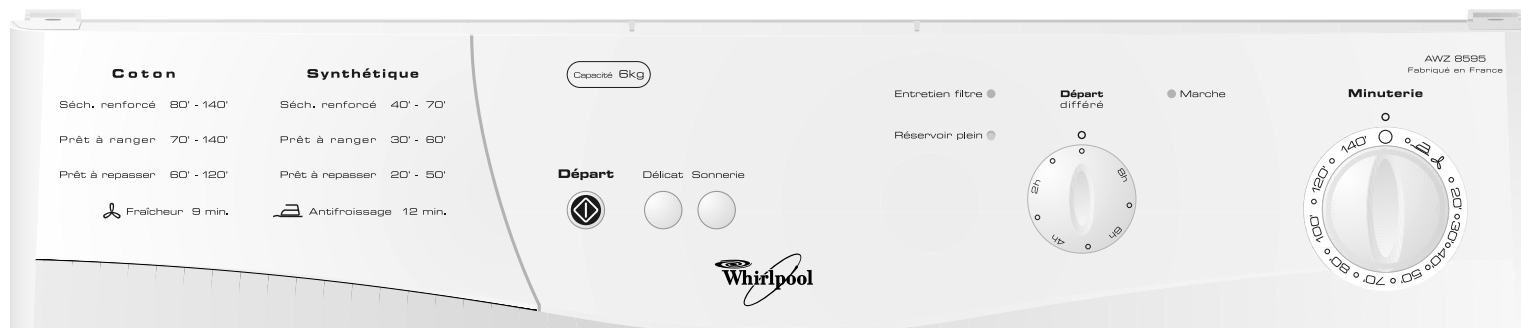 Coton
Séch. renforcé 80' - 140'
Prêt à ranger 70' - 140'
Prêt à repasser 60' - 120'
Fraîcheur 9 min.
Synthétique
Séch. renforcé 40' - 70'
Prêt à ranger 30' - 60'
Prêt à repasser 20' - 50'
Antifroissage 12 min.
Capacité 6kg
Départ
Délicat
Sonnerie
Whirlpool
Entretien filtre
Réservoir plein
Départ
différé
8h
6h
4h
2h
Marche
AWZ 8595
Fabriqué en France
Minuterie
20'
30'
40'
50'
70'
80'
100'
120'
140'